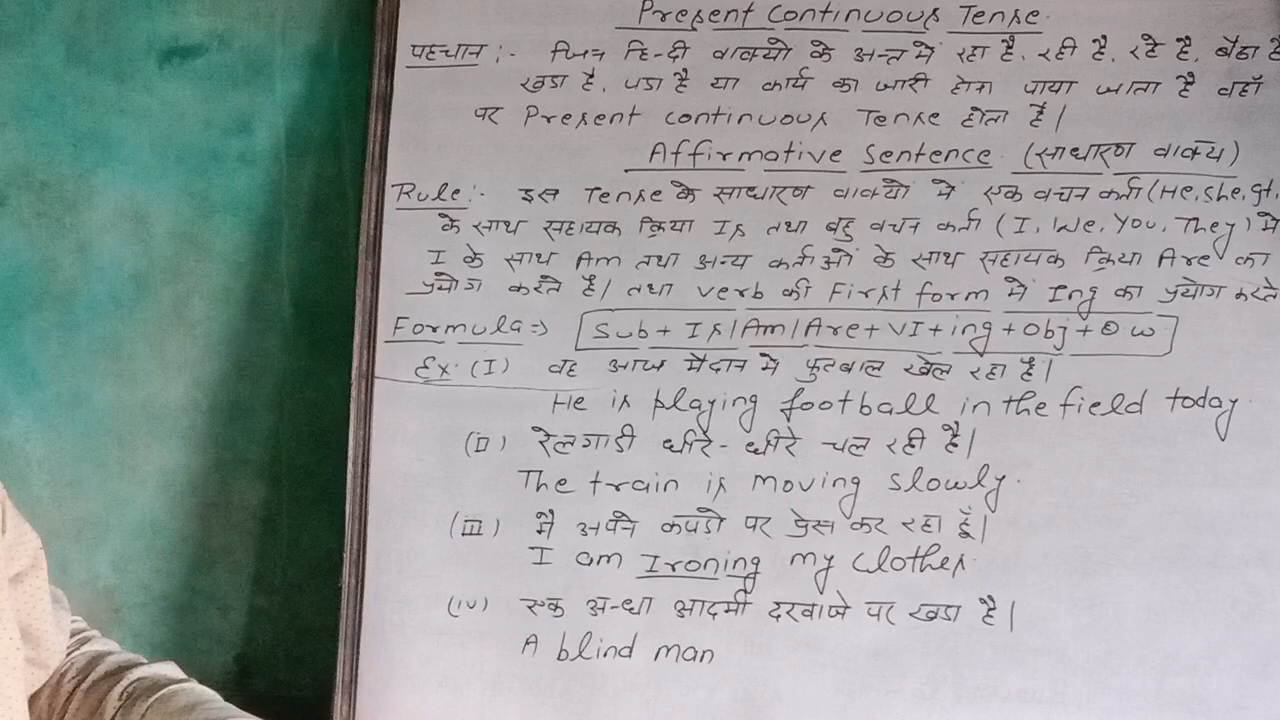 Present Continuous Tense
पहचान :- जिन हिन्दी वाक्यो के अन्त में रहा है, रही है, रहे है, बैठा है
खडा है, पडा है या कार्य का जारी होना पाया जाता है वहाँ
पर Present continuous Tense होता है।
Affirmative Sentence (साधारण वाक्य)
Rule:- इस Tense के साधारण वाक्यो मे एक वचन कर्ता (He, she, It,
के साथ सहायक क्रिया Is तथा बहु वचन कर्ता (I, We, You, They) मे
I के साथ Am तथा अन्य कर्ताओं के साथ सहायक क्रिया Are का
प्रयोग करते है। तथा verb की First form मे Ing का प्रयोग करते
Formula => Sub + Is/Am/Are + VI + ing + obj + O w
Ex. (I) वह आज मैदान मे फुटबाल खेल रहा है।
He is playing football in the field today.
(II) रेलगाडी धीरे-धीरे चल रही है।
The train is moving slowly.
(III) मै अपने कपडो पर प्रेस कर रहा हूँ।
I am Ironing my clothes.
(iv) एक अन्धा आदमी दरवाजे पर खडा है।
A blind man